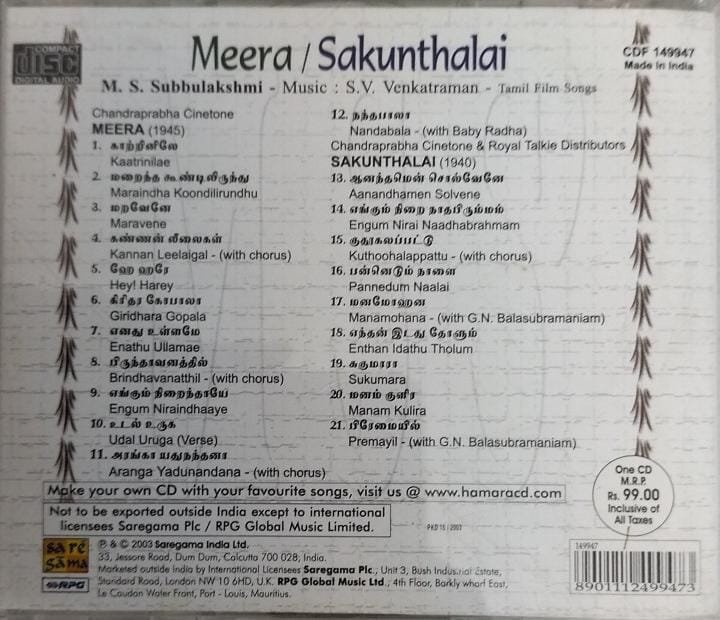 COMPACT
disc
DIGITAL AUDIO
Meera / Sakunthalai
CDF 149947
Made in India
M. S. Subbulakshmi - Music : S.V. Venkatraman - Tamil Film Songs
Chandraprabha Cinetone
MEERA (1945)
1. காற்றினிலே
Kaatrinilae
2. மறைந்த கூண்டிலிருந்து
Maraindha Koondilirundhu
3. மறவேனே
Maravene
4. கண்ணன் லீலைகள்
Kannan Leelaigal - (with chorus)
5. ஹே ஹரே
Hey! Harey
6. கிரிதர கோபாலா
Giridhara Gopala
7. எனது உள்ளமே
Enathu Ullamae
8. பிருந்தாவனத்தில்
Brindhavanatthil - (with chorus)
9. எங்கும் நிறைந்தாயே
Engum Niraindhaaye
10. உடல் உருக
Udal Uruga (Verse)
11. அரங்கா யதுநந்தனா
Aranga Yadunandana - (with chorus)
12. நந்தபாலா
Nandabala - (with Baby Radha)
Chandraprabha Cinetone & Royal Talkie Distributors
SAKUNTHALAI (1940)
13. ஆனந்தமென் சொல்வேனே
Aanandhamen Solvene
14. எங்கும் நிறை நாதபிரும்மம்
Engum Nirai Naadhabrahmam
15. குதூகலப்பட்டு
Kuthoohalappattu - (with chorus)
16. பன்னெடும் நாளை
Pannedum Naalai
17. மனமோஹன
Manamohana - (with G.N. Balasubramaniam)
18. எந்தன் இடது தோளும்
Enthan Idathu Tholum
19. சுகுமாரா
Sukumara
20. மனம் குளிர
Manam Kulira
21. பிரேமையில்
Premayil - (with G.N. Balasubramaniam)
Make your own CD with your favourite songs, visit us @ www.hamaracd.com
Not to be exported outside India except to international
licensees Saregama Plc / RPG Global Music Limited.
PKD 15 / 2003
One CD
M.R.P.
Rs. 99.00
Inclusive of
All Taxes
sa re
ga ma
RPG
℗ & © 2003 Saregama India Ltd.
33, Jessore Road, Dum Dum, Calcutta 700 028, India.
Marketed outside India by International Licensees Saregama Plc., Unit 3, Bush Industrial Estate,
Standard Road, London NW 10 6HD, U.K. RPG Global Music Ltd., 4th Floor, Barkly wharf East,
Le Caudan Water Front, Port - Louis, Mauritius.
149947
8901112499473